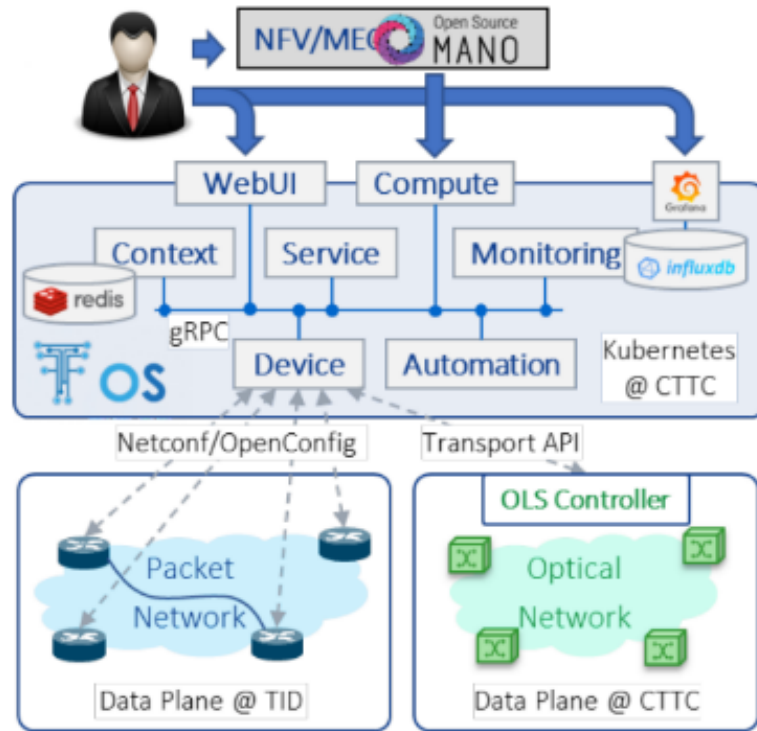 NFV/MEC
Open Source
MANO
WebUI
Compute
Grafana
Context
Service
Monitoring
redis
influxdb
gRPC
TFOS
Device
Automation
Kubernetes
@ CTTC
Netconf/OpenConfig
Transport API
OLS Controller
Packet
Network
Optical
Network
Data Plane @ TID
Data Plane @ CTTC